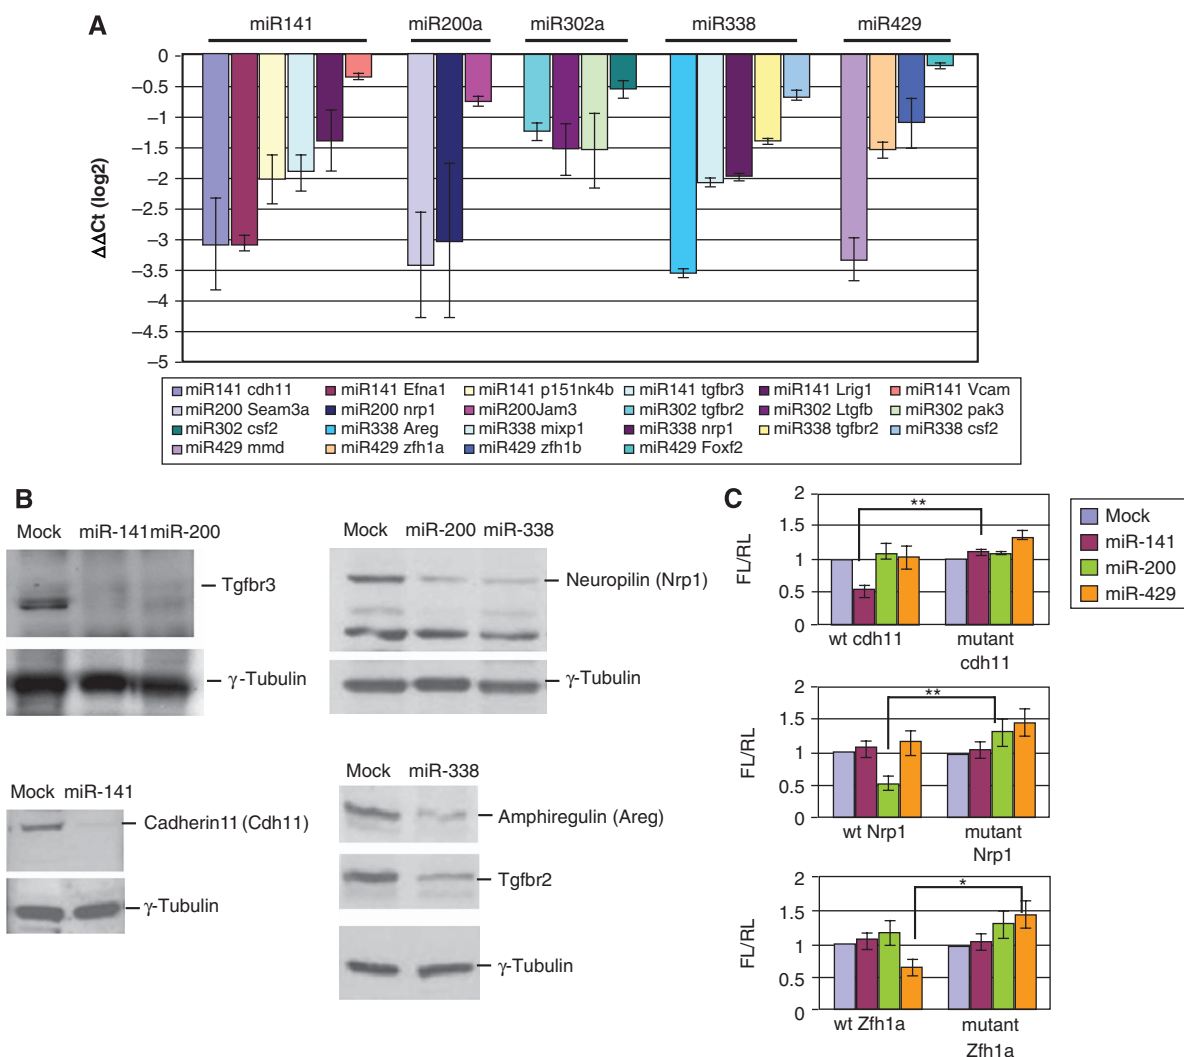 A
miR141 miR200a miR302a miR338 miR429
0
−0.5
−1
−1.5
−2
−2.5
−3
−3.5
−4
−4.5
−5
ΔΔCt (log2)
miR141 cdh11 miR141 Efna1 miR141 p151nk4b miR141 tgfbr3 miR141 Lrig1 miR141 Vcam
miR200 Seam3a miR200 nrp1 miR200Jam3 miR302 tgfbr2 miR302 Ltgfb miR302 pak3
miR302 csf2 miR338 Areg miR338 mixp1 miR338 nrp1 miR338 tgfbr2 miR338 csf2
miR429 mmd miR429 zfh1a miR429 zfh1b miR429 Foxf2
B
Mock miR-141 miR-200
Tgfbr3
γ-Tubulin
Mock miR-200 miR-338
Neuropilin (Nrp1)
γ-Tubulin
Mock miR-141
Cadherin11 (Cdh11)
γ-Tubulin
Mock miR-338
Amphiregulin (Areg)
Tgfbr2
γ-Tubulin
C
2
1.5
1
0.5
0
FL/RL
**
wt cdh11 mutant
cdh11
Mock
miR-141
miR-200
miR-429
2
1.5
1
0.5
0
FL/RL
**
wt Nrp1 mutant
Nrp1
2
1.5
1
0.5
0
FL/RL
*
wt Zfh1a mutant
Zfh1a